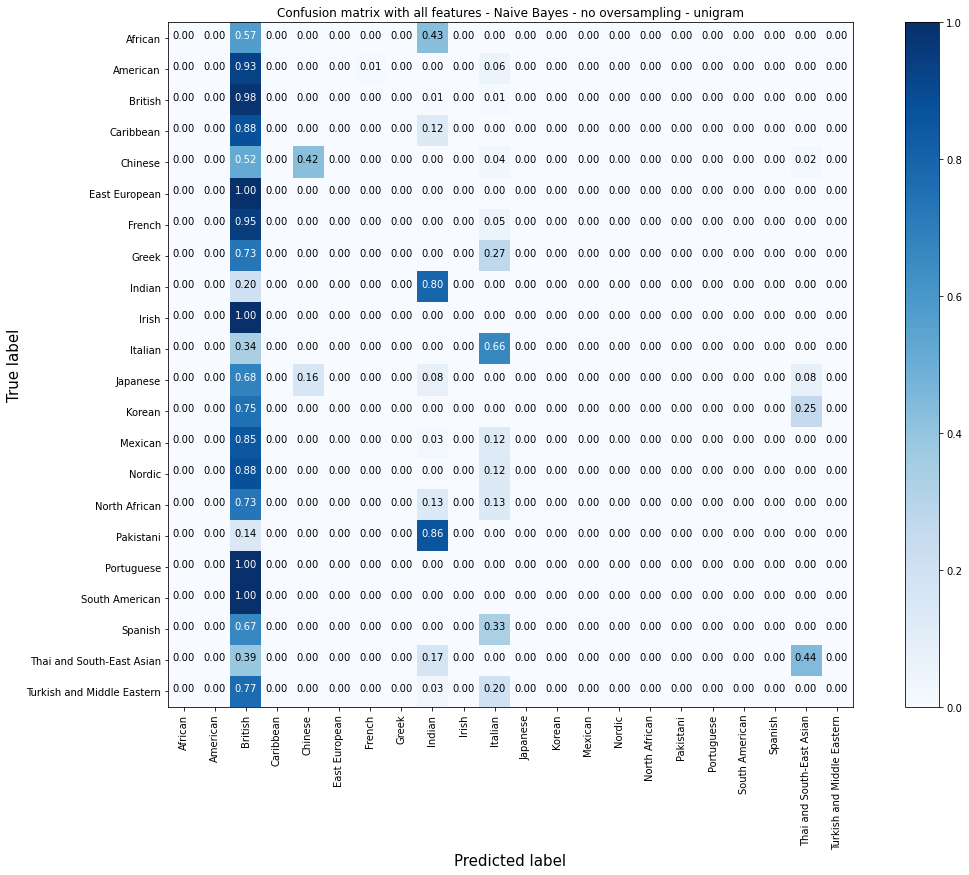 Confusion matrix with all features - Naive Bayes - no oversampling - unigram
African 0.00 0.00 0.57 0.00 0.00 0.00 0.00 0.00 0.43 0.00 0.00 0.00 0.00 0.00 0.00 0.00 0.00 0.00 0.00 0.00 0.00 0.00
American 0.00 0.00 0.93 0.00 0.00 0.00 0.01 0.00 0.00 0.00 0.06 0.00 0.00 0.00 0.00 0.00 0.00 0.00 0.00 0.00 0.00 0.00
British 0.00 0.00 0.98 0.00 0.00 0.00 0.00 0.00 0.01 0.00 0.01 0.00 0.00 0.00 0.00 0.00 0.00 0.00 0.00 0.00 0.00 0.00
Caribbean 0.00 0.00 0.88 0.00 0.00 0.00 0.00 0.00 0.12 0.00 0.00 0.00 0.00 0.00 0.00 0.00 0.00 0.00 0.00 0.00 0.00 0.00
Chinese 0.00 0.00 0.52 0.00 0.42 0.00 0.00 0.00 0.00 0.00 0.04 0.00 0.00 0.00 0.00 0.00 0.00 0.00 0.00 0.00 0.02 0.00
East European 0.00 0.00 1.00 0.00 0.00 0.00 0.00 0.00 0.00 0.00 0.00 0.00 0.00 0.00 0.00 0.00 0.00 0.00 0.00 0.00 0.00 0.00
French 0.00 0.00 0.95 0.00 0.00 0.00 0.00 0.00 0.00 0.00 0.05 0.00 0.00 0.00 0.00 0.00 0.00 0.00 0.00 0.00 0.00 0.00
Greek 0.00 0.00 0.73 0.00 0.00 0.00 0.00 0.00 0.00 0.00 0.27 0.00 0.00 0.00 0.00 0.00 0.00 0.00 0.00 0.00 0.00 0.00
Indian 0.00 0.00 0.20 0.00 0.00 0.00 0.00 0.00 0.80 0.00 0.00 0.00 0.00 0.00 0.00 0.00 0.00 0.00 0.00 0.00 0.00 0.00
Irish 0.00 0.00 1.00 0.00 0.00 0.00 0.00 0.00 0.00 0.00 0.00 0.00 0.00 0.00 0.00 0.00 0.00 0.00 0.00 0.00 0.00 0.00
Italian 0.00 0.00 0.34 0.00 0.00 0.00 0.00 0.00 0.00 0.00 0.66 0.00 0.00 0.00 0.00 0.00 0.00 0.00 0.00 0.00 0.00 0.00
Japanese 0.00 0.00 0.68 0.00 0.16 0.00 0.00 0.00 0.08 0.00 0.00 0.00 0.00 0.00 0.00 0.00 0.00 0.00 0.00 0.00 0.08 0.00
Korean 0.00 0.00 0.75 0.00 0.00 0.00 0.00 0.00 0.00 0.00 0.00 0.00 0.00 0.00 0.00 0.00 0.00 0.00 0.00 0.00 0.25 0.00
Mexican 0.00 0.00 0.85 0.00 0.00 0.00 0.00 0.00 0.03 0.00 0.12 0.00 0.00 0.00 0.00 0.00 0.00 0.00 0.00 0.00 0.00 0.00
Nordic 0.00 0.00 0.88 0.00 0.00 0.00 0.00 0.00 0.00 0.00 0.12 0.00 0.00 0.00 0.00 0.00 0.00 0.00 0.00 0.00 0.00 0.00
North African 0.00 0.00 0.73 0.00 0.00 0.00 0.00 0.00 0.13 0.00 0.13 0.00 0.00 0.00 0.00 0.00 0.00 0.00 0.00 0.00 0.00 0.00
Pakistani 0.00 0.00 0.14 0.00 0.00 0.00 0.00 0.00 0.86 0.00 0.00 0.00 0.00 0.00 0.00 0.00 0.00 0.00 0.00 0.00 0.00 0.00
Portuguese 0.00 0.00 1.00 0.00 0.00 0.00 0.00 0.00 0.00 0.00 0.00 0.00 0.00 0.00 0.00 0.00 0.00 0.00 0.00 0.00 0.00 0.00
South American 0.00 0.00 1.00 0.00 0.00 0.00 0.00 0.00 0.00 0.00 0.00 0.00 0.00 0.00 0.00 0.00 0.00 0.00 0.00 0.00 0.00 0.00
Spanish 0.00 0.00 0.67 0.00 0.00 0.00 0.00 0.00 0.00 0.00 0.33 0.00 0.00 0.00 0.00 0.00 0.00 0.00 0.00 0.00 0.00 0.00
Thai and South-East Asian 0.00 0.00 0.39 0.00 0.00 0.00 0.00 0.00 0.17 0.00 0.00 0.00 0.00 0.00 0.00 0.00 0.00 0.00 0.00 0.00 0.44 0.00
Turkish and Middle Eastern 0.00 0.00 0.77 0.00 0.00 0.00 0.00 0.00 0.03 0.00 0.20 0.00 0.00 0.00 0.00 0.00 0.00 0.00 0.00 0.00 0.00 0.00
African
American
British
Caribbean
Chinese
East European
French
Greek
Indian
Irish
Italian
Japanese
Korean
Mexican
Nordic
North African
Pakistani
Portuguese
South American
Spanish
Thai and South-East Asian
Turkish and Middle Eastern
Predicted label
True label
1.0
0.8
0.6
0.4
0.2
0.0